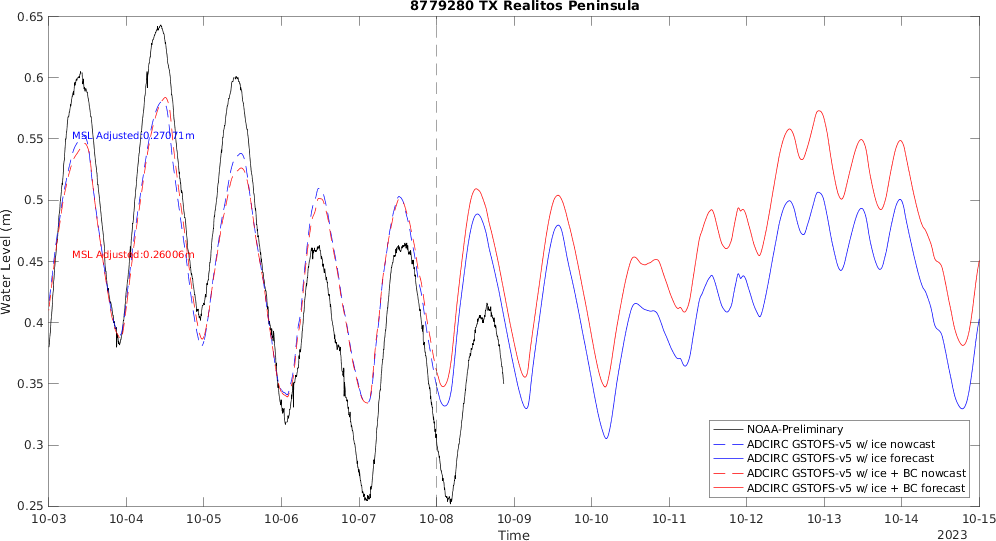 8779280 TX Realitos Peninsula
Water Level (m)
0.65
0.6
0.55
0.5
0.45
0.4
0.35
0.3
0.25
MSL Adjusted:0.27071m
MSL Adjusted:0.26006m
NOAA-Preliminary
ADCIRC GSTOFS-v5 w/ ice nowcast
ADCIRC GSTOFS-v5 w/ ice forecast
ADCIRC GSTOFS-v5 w/ ice + BC nowcast
ADCIRC GSTOFS-v5 w/ ice + BC forecast
10-03 10-04 10-05 10-06 10-07 10-08 10-09 10-10 10-11 10-12 10-13 10-14 10-15
Time
2023